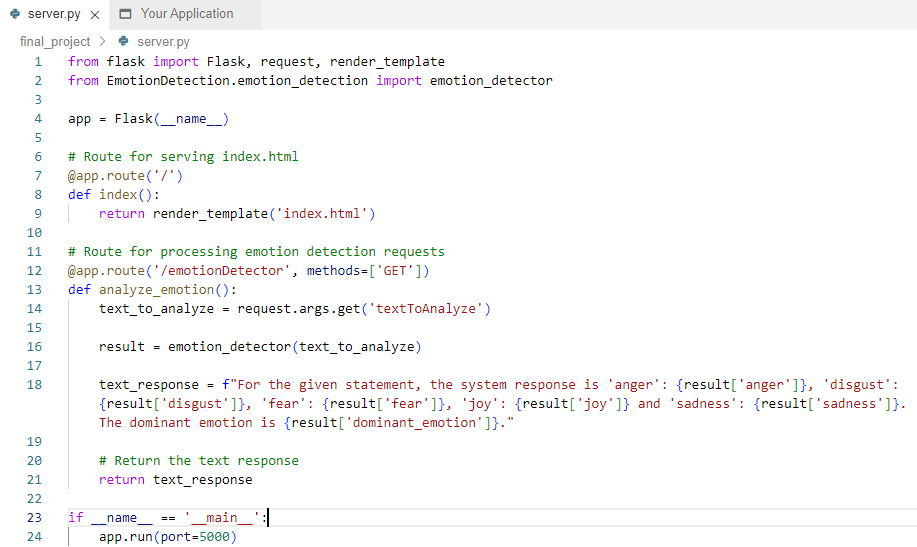 server.py
Your Application
final_project > server.py
1 from flask import Flask, request, render_template
2 from EmotionDetection.emotion_detection import emotion_detector
3
4 app = Flask(__name__)
5
6 # Route for serving index.html
7 @app.route('/')
8 def index():
9     return render_template('index.html')
10
11 # Route for processing emotion detection requests
12 @app.route('/emotionDetector', methods=['GET'])
13 def analyze_emotion():
14     text_to_analyze = request.args.get('textToAnalyze')
15
16     result = emotion_detector(text_to_analyze)
17
18     text_response = f"For the given statement, the system response is 'anger': {result['anger']}, 'disgust':
{result['disgust']}, 'fear': {result['fear']}, 'joy': {result['joy']} and 'sadness': {result['sadness']}.
The dominant emotion is {result['dominant_emotion']}."
19
20     # Return the text response
21     return text_response
22
23 if __name__ == '__main__':
24     app.run(port=5000)